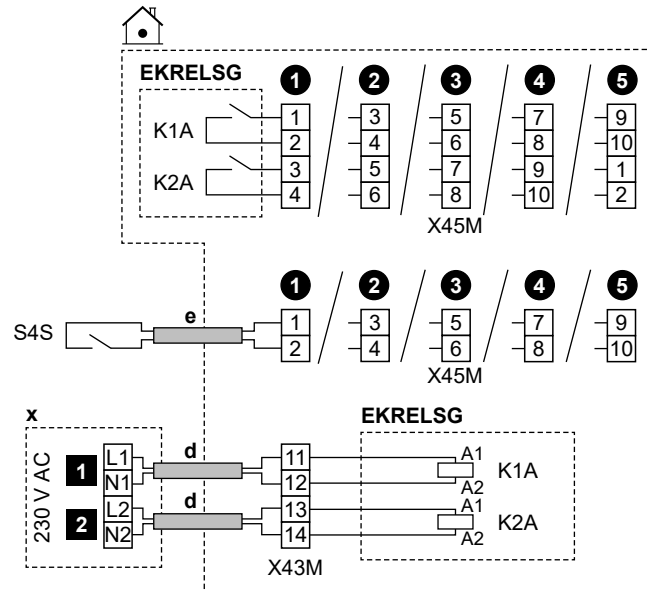 EKRELSG 1 2 3 4 5
K1A 1 3 5 7 9
2 4 6 8 10
K2A 3 5 7 9 1
4 6 8 10 2
X45M
1 2 3 4 5
S4S e 1 3 5 7 9
2 4 6 8 10
X45M
x EKRELSG
230 V AC
1 L1 d 11 A1 K1A
N1 12 A2
2 L2 d 13 A1 K2A
N2 14 A2
X43M